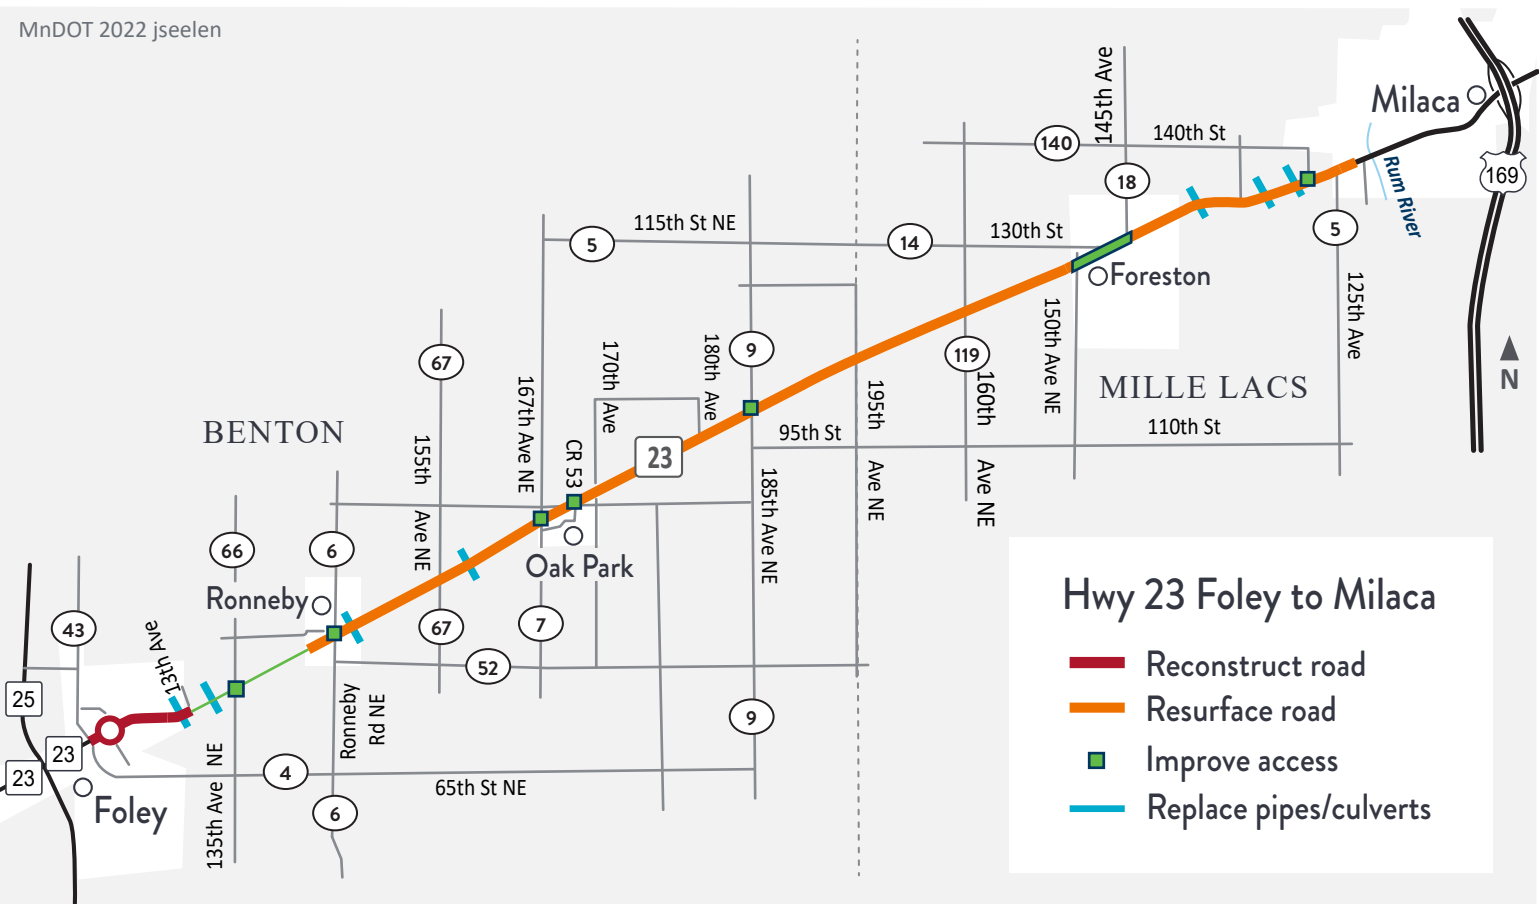 MnDOT 2022 jseelen
Milaca
145th Ave
140th St
140
169
18
Rum River
115th St NE
5
14
130th St
5
Foreston
125th Ave
150th Ave NE
N
67
170th
Ave
180th Ave
9
119
160th
Ave NE
MILLE LACS
167th Ave NE
195th
Ave NE
BENTON
155th
Ave NE
CR 53
23
95th St
110th St
185th Ave NE
66
6
Oak Park
Ronneby
43
13th Ave
67
7
52
Hwy 23 Foley to Milaca
Reconstruct road
Resurface road
Improve access
Replace pipes/culverts
25
Ronneby
Rd NE
9
23
23
4
65th St NE
135th Ave NE
Foley
6